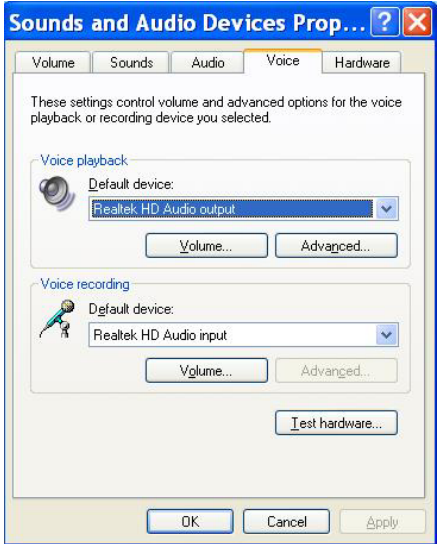 Sounds and Audio Devices Prop... ?
Volume Sounds Audio Voice Hardware
These settings control volume and advanced options for the voice
playback or recording device you selected.
Voice playback
Default device:
Realtek HD Audio output
Volume... Advanced...
Voice recording
Default device:
Realtek HD Audio input
Volume... Advanced...
Test hardware...
OK Cancel Apply